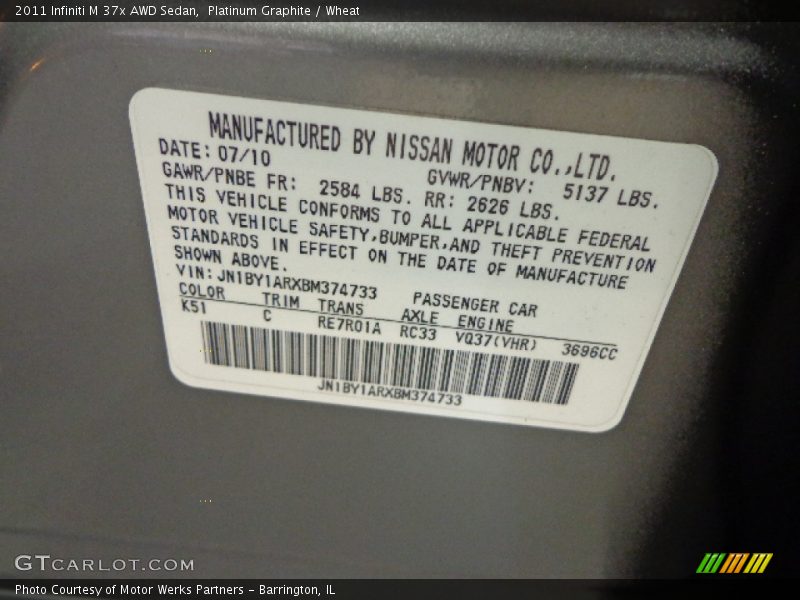 2011 Infiniti M 37x AWD Sedan,  Platinum Graphite / Wheat
MANUFACTURED BY NISSAN MOTOR CO.,LTD.
DATE: 07/10 GVWR/PNBV: 5137 LBS.
GAWR/PNBE FR: 2584 LBS. RR: 2626 LBS.
THIS VEHICLE CONFORMS TO ALL APPLICABLE FEDERAL
MOTOR VEHICLE SAFETY,BUMPER,AND THEFT PREVENTION
STANDARDS IN EFFECT ON THE DATE OF MANUFACTURE
SHOWN ABOVE.
VIN: JN1BY1ARXBM374733 PASSENGER CAR
COLOR TRIM TRANS AXLE ENGINE
K51 C RE7R01A RC33 VQ37(VHR) 3696CC
JN1BY1ARXBM374733
GTCARLOT.COM
Photo Courtesy of Motor Werks Partners – Barrington, IL